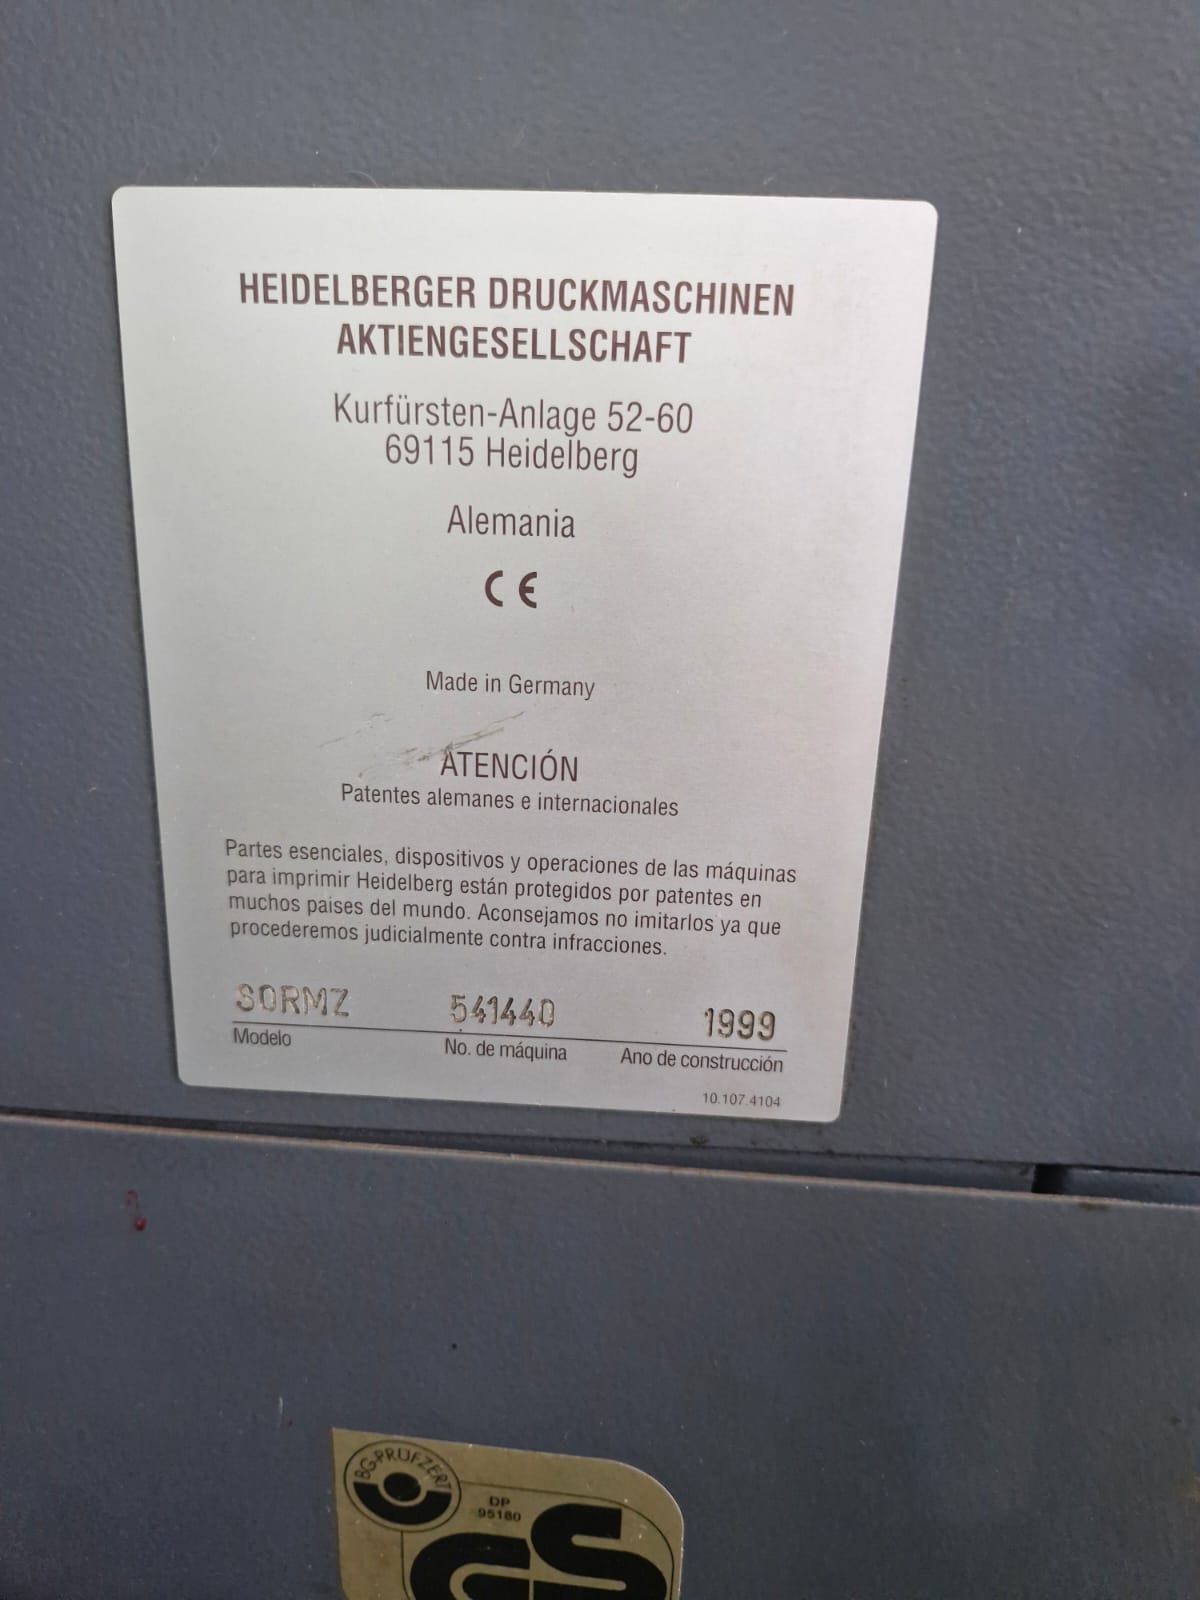 HEIDELBERGER DRUCKMASCHINEN
AKTIENGESELLSCHAFT
Kurfürsten-Anlage 52-60
69115 Heidelberg
Alemania
CE
Made in Germany
ATENCIÓN
Patentes alemanes e internacionales
Partes esenciales, dispositivos y operaciones de las máquinas
para imprimir Heidelberg están protegidos por patentes en
muchos paises del mundo. Aconsejamos no imitarlos ya que
procederemos judicialmente contra infracciones.
SORMZ 541440 1999
Modelo No. de máquina Ano de construcción
10.107.4104
BG-PRÜFZERT
DP
95180
GS